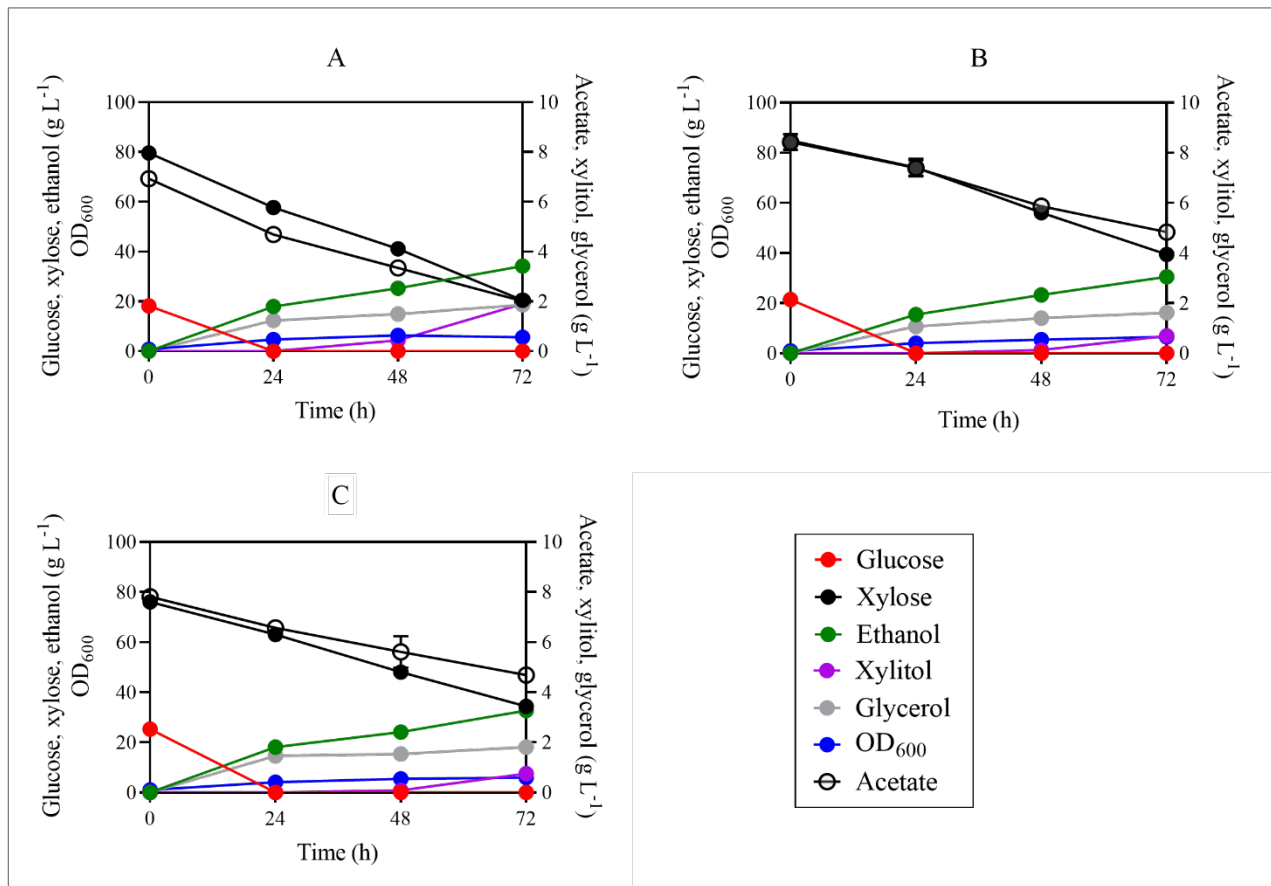 A
Glucose, xylose, ethanol (g L⁻¹)
OD₆₀₀
100
80
60
40
20
0
10
8
6
4
2
0
Acetate, xylitol, glycerol (g L⁻¹)
0 24 48 72
Time (h)
B
Glucose, xylose, ethanol (g L⁻¹)
OD₆₀₀
100
80
60
40
20
0
10
8
6
4
2
0
Acetate, xylitol, glycerol (g L⁻¹)
0 24 48 72
Time (h)
C
Glucose, xylose, ethanol (g L⁻¹)
OD₆₀₀
100
80
60
40
20
0
10
8
6
4
2
0
Acetate, xylitol, glycerol (g L⁻¹)
0 24 48 72
Time (h)
Glucose
Xylose
Ethanol
Xylitol
Glycerol
OD₆₀₀
Acetate